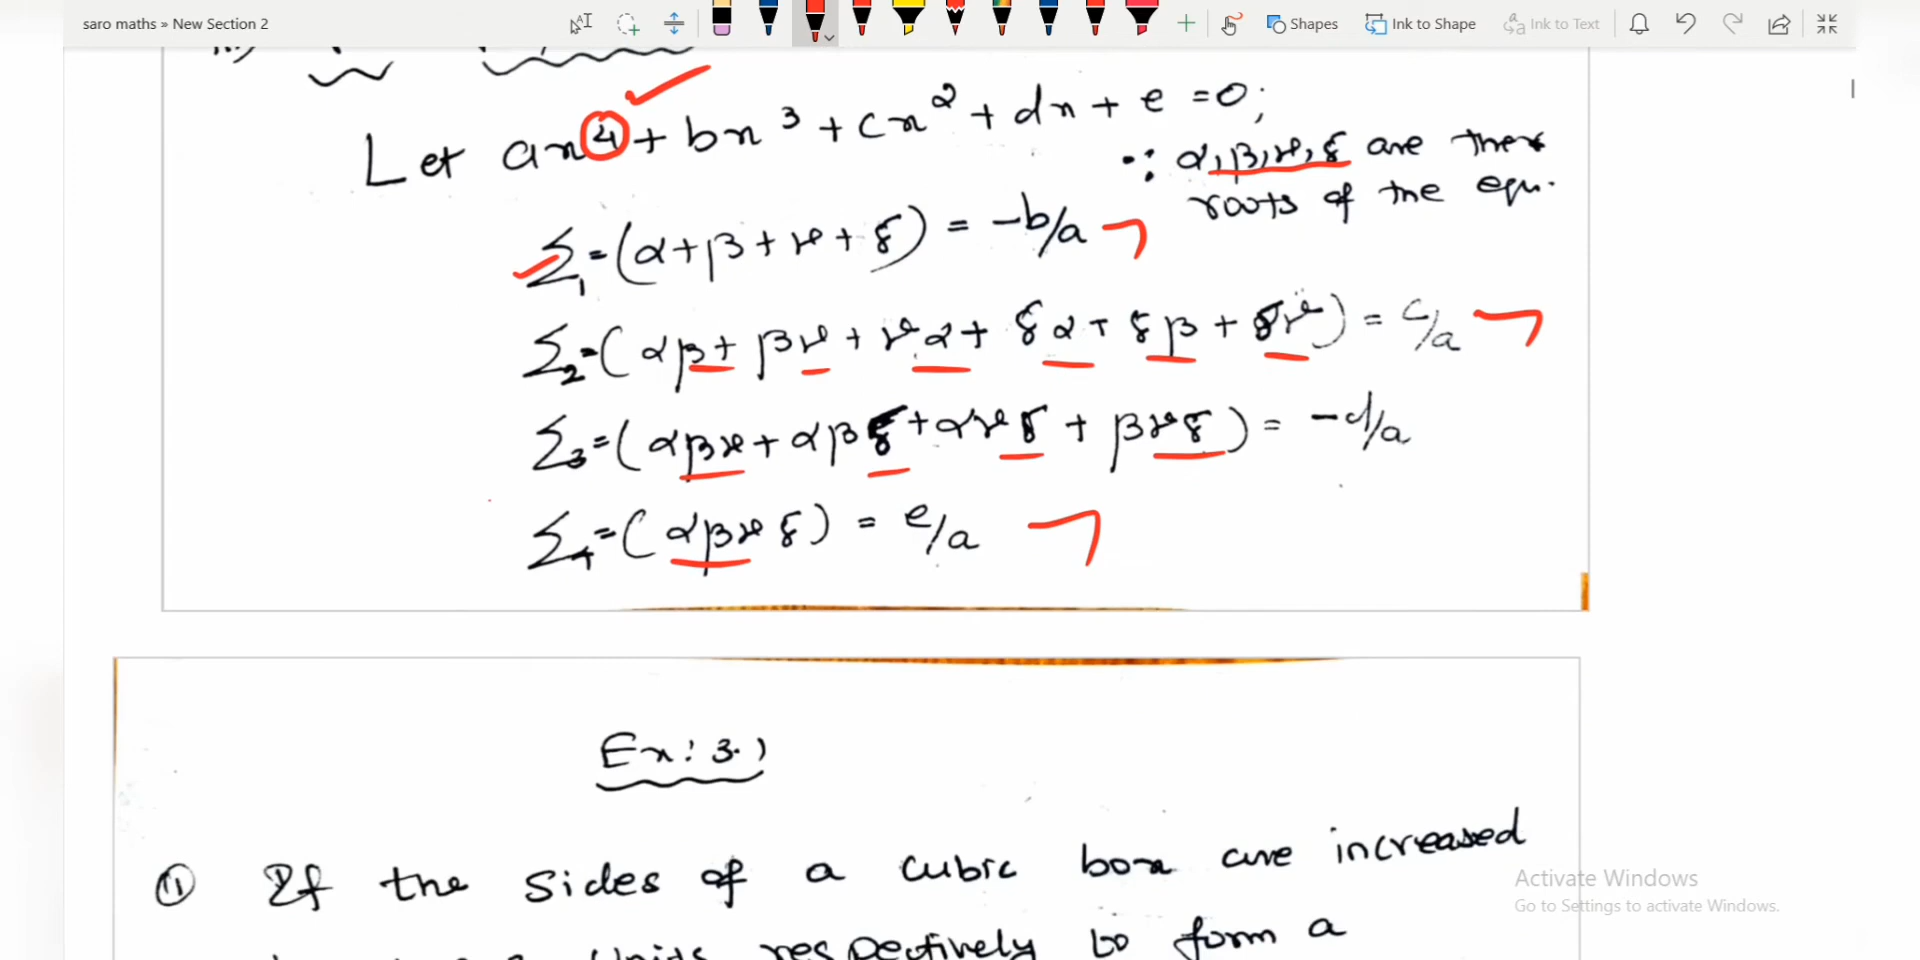 saro maths » New Section 2
Shapes
Ink to Shape
Ink to Text
Let ax⁴ + bx³ + cx² + dx + e = 0;
∵ α, β, γ, δ are the
roots of the equ.
Σ₁ = (α + β + γ + δ) = -b/a
Σ₂ = (αβ + βγ + γα + δα + δβ + δγ) = c/a
Σ₃ = (αβγ + αβδ + αγδ + βγδ) = -d/a
Σ₄ = (αβγδ) = e/a
Ex: 3.1
① If the sides of a cubic box are increased
units respectively to form a
Activate Windows
Go to Settings to activate Windows.